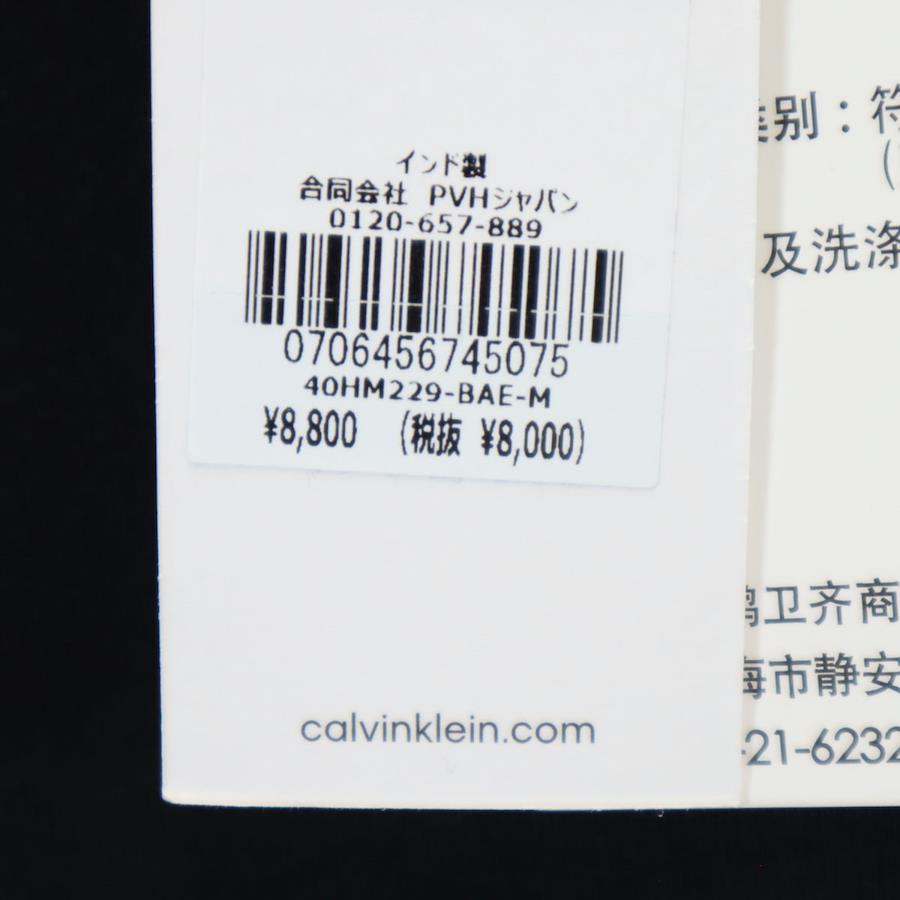 インド製
合同会社 PVHジャパン
0120-657-889
0706456745075
40HM229-BAE-M
¥8,800 (税抜 ¥8,000)
calvinklein.com
别：符
及洗涤
卫齐商
海市静安
-21-6232